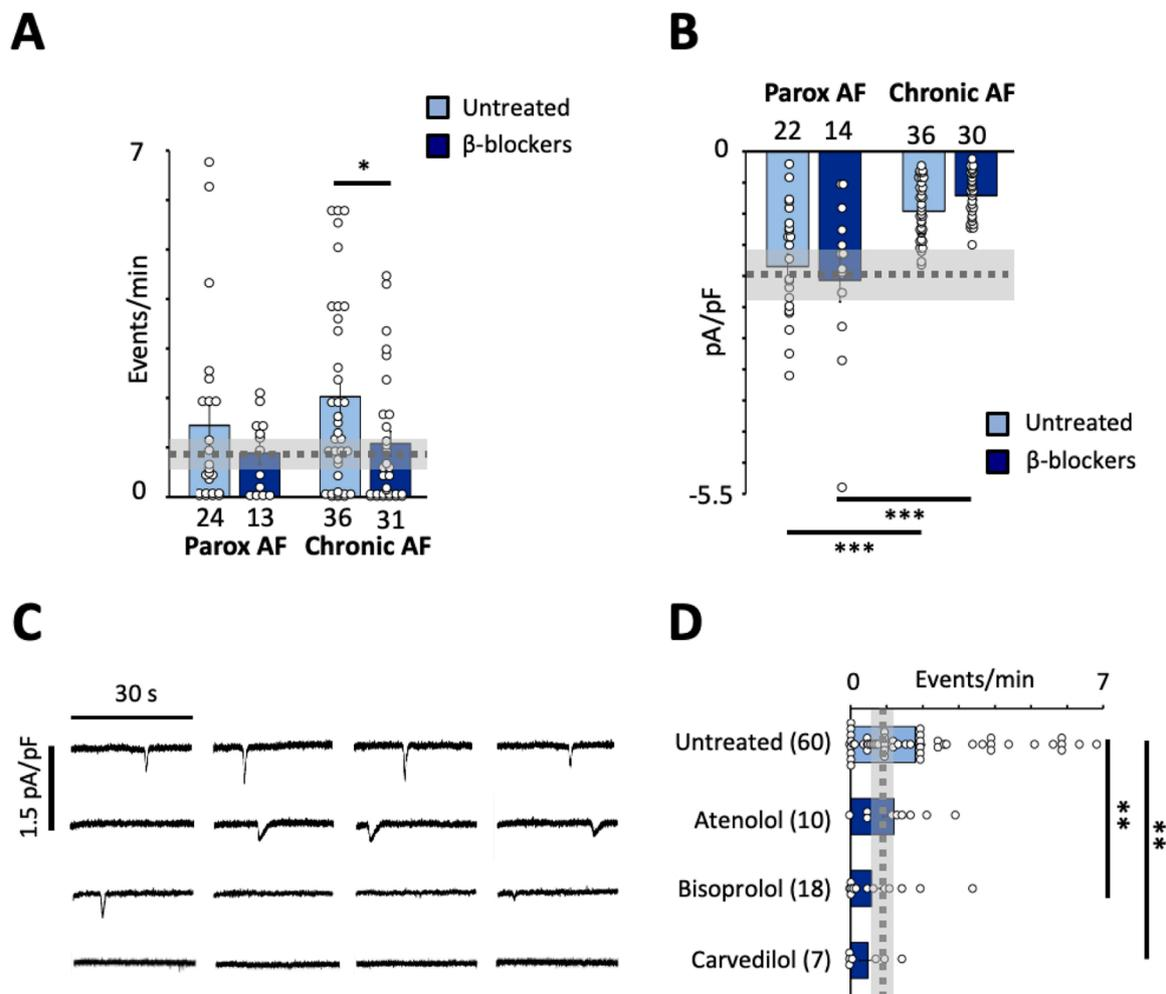 A
Untreated
β-blockers
7
*
Events/min
0
24 13 36 31
Parox AF Chronic AF
B
Parox AF Chronic AF
22 14 36 30
0
pA/pF
Untreated
β-blockers
-5.5
***
***
C
30 s
1.5 pA/pF
D
0 Events/min 7
Untreated (60)
Atenolol (10)
**
**
Bisoprolol (18)
Carvedilol (7)